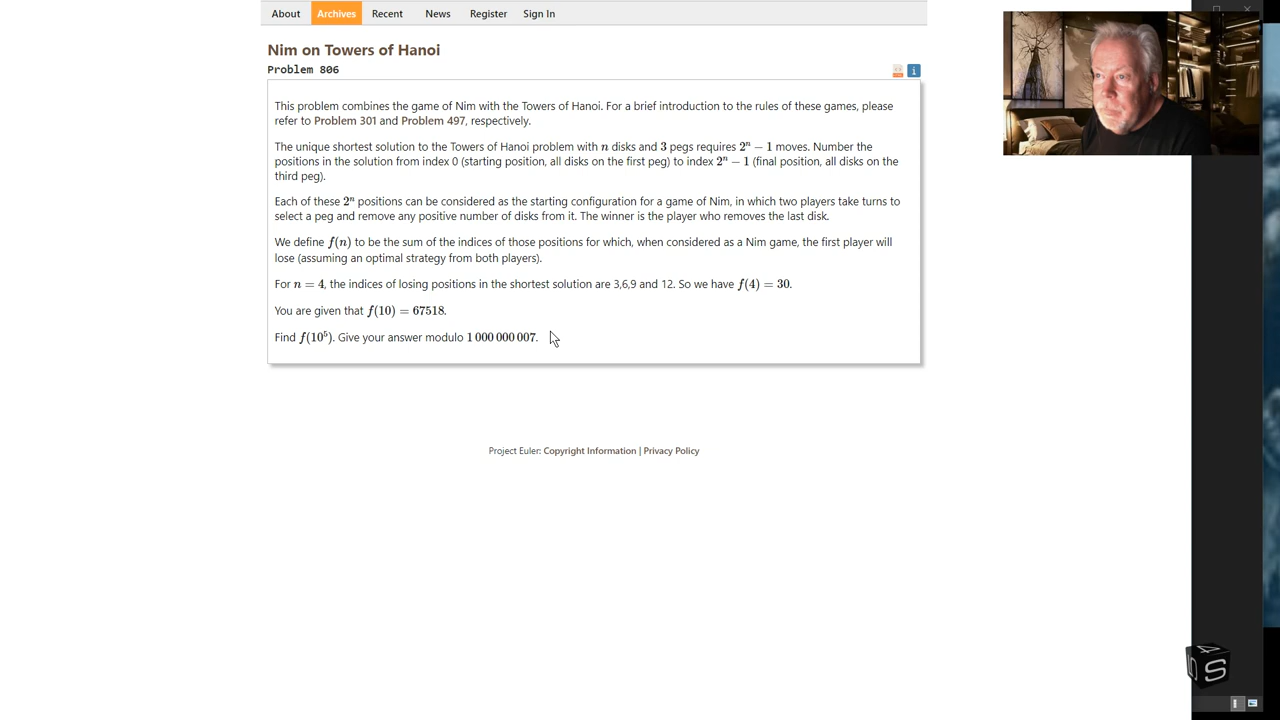 About Archives Recent News Register Sign In
Nim on Towers of Hanoi
Problem 806
This problem combines the game of Nim with the Towers of Hanoi. For a brief introduction to the rules of these games, please
refer to Problem 301 and Problem 497, respectively.
The unique shortest solution to the Towers of Hanoi problem with n disks and 3 pegs requires 2ⁿ − 1 moves. Number the
positions in the solution from index 0 (starting position, all disks on the first peg) to index 2ⁿ − 1 (final position, all disks on the
third peg).
Each of these 2ⁿ positions can be considered as the starting configuration for a game of Nim, in which two players take turns to
select a peg and remove any positive number of disks from it. The winner is the player who removes the last disk.
We define f(n) to be the sum of the indices of those positions for which, when considered as a Nim game, the first player will
lose (assuming an optimal strategy from both players).
For n = 4, the indices of losing positions in the shortest solution are 3,6,9 and 12. So we have f(4) = 30.
You are given that f(10) = 67518.
Find f(10⁵). Give your answer modulo 1 000 000 007.
Project Euler: Copyright Information | Privacy Policy
4
S